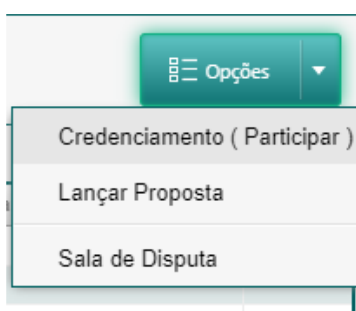 Opções
Credenciamento ( Participar )
Lançar Proposta
Sala de Disputa